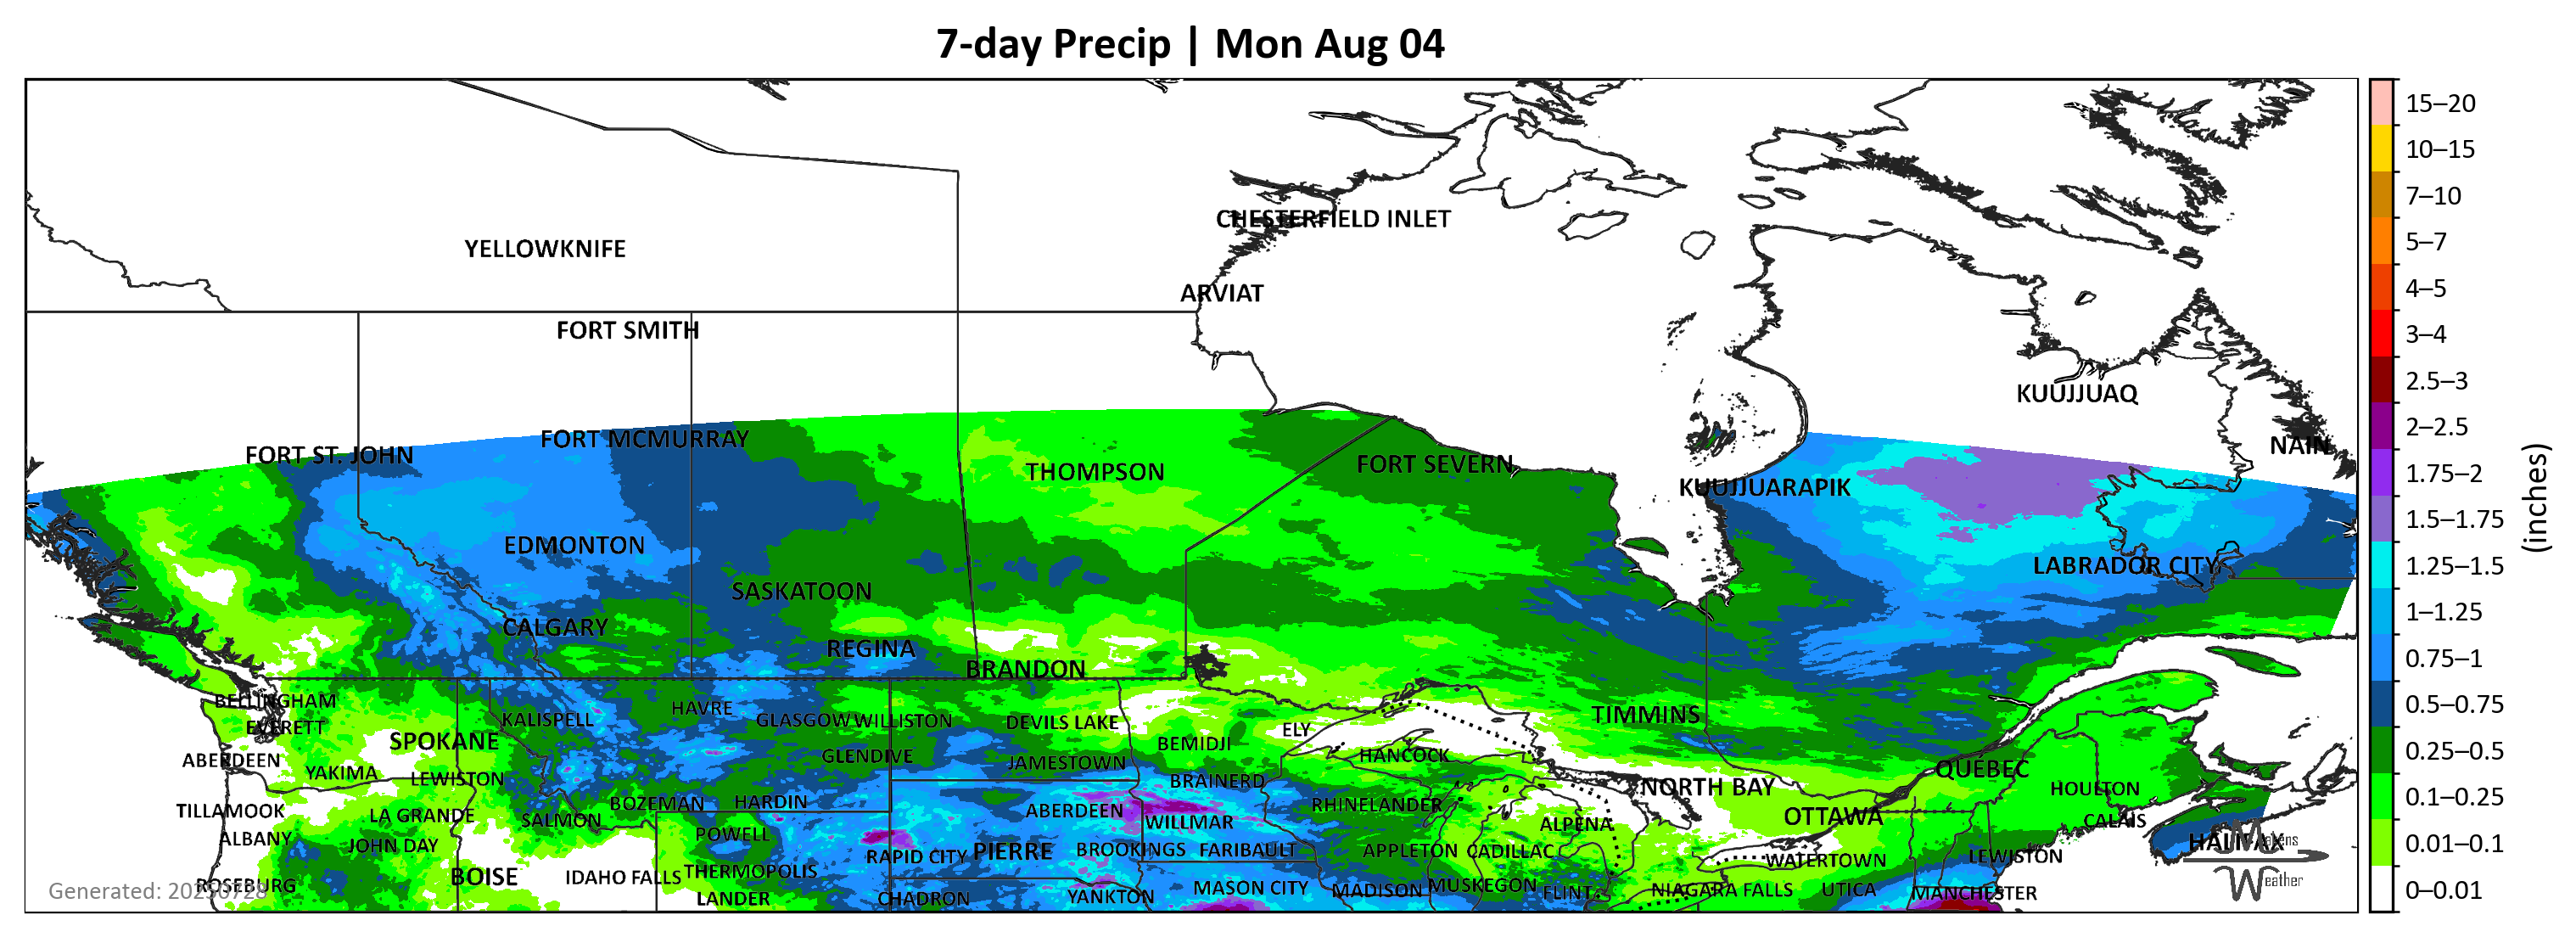 7-day Precip | Mon Aug 04
CHESTERFIELD INLET
YELLOWKNIFE
ARVIAT
FORT SMITH
KUUJJUAQ
FORT MCMURRAY
NAIN
FORT ST. JOHN
THOMPSON
FORT SEVERN
KUUJJUARAPIK
EDMONTON
LABRADOR CITY
SASKATOON
CALGARY
REGINA
BRANDON
BELLINGHAM
EVERETT
KALISPELL
HAVRE
GLASGOW
WILLISTON
DEVILS LAKE
TIMMINS
ELY
SPOKANE
BEMIDJI
ABERDEEN
GLENDIVE
HANCOCK
JAMESTOWN
QUÉBEC
YAKIMA
LEWISTON
BRAINERD
NORTH BAY
HOULTON
TILLAMOOK
LA GRANDE
BOZEMAN
HARDIN
ABERDEEN
RHINELANDER
SALMON
WILLMAR
OTTAWA
CALAIS
ALBANY
JOHN DAY
POWELL
ALPENA
HALIFAX
RAPID CITY
PIERRE
BROOKINGS
FARIBAULT
APPLETON
CADILLAC
WATERTOWN
LEWISTON
ROSEBURG
BOISE
IDAHO FALLS
THERMOPOLIS
LANDER
CHADRON
YANKTON
MASON CITY
MADISON
MUSKEGON
FLINT
NIAGARA FALLS
UTICA
MANCHESTER
Generated: 20250728
Weather
15–20
10–15
7–10
5–7
4–5
3–4
2.5–3
2–2.5
1.75–2
1.5–1.75
1.25–1.5
1–1.25
0.75–1
0.5–0.75
0.25–0.5
0.1–0.25
0.01–0.1
0–0.01
(inches)